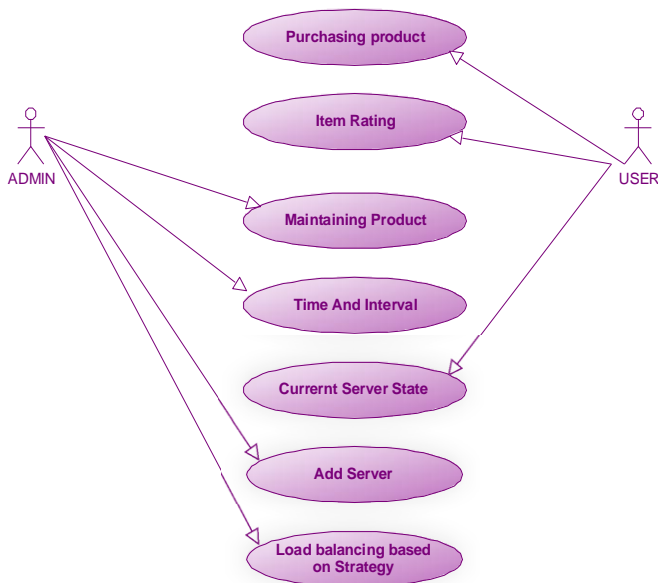 Purchasing product
Item Rating
ADMIN
USER
Maintaining Product
Time And Interval
Currernt Server State
Add Server
Load balancing based
on Strategy